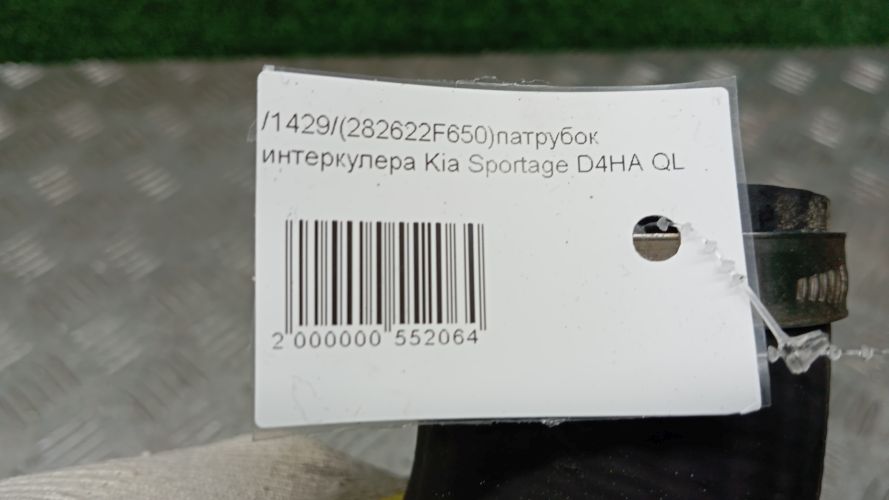 /1429/(282622F650)патрубок
интеркулера Kia Sportage D4HA QL
2 000000 552064